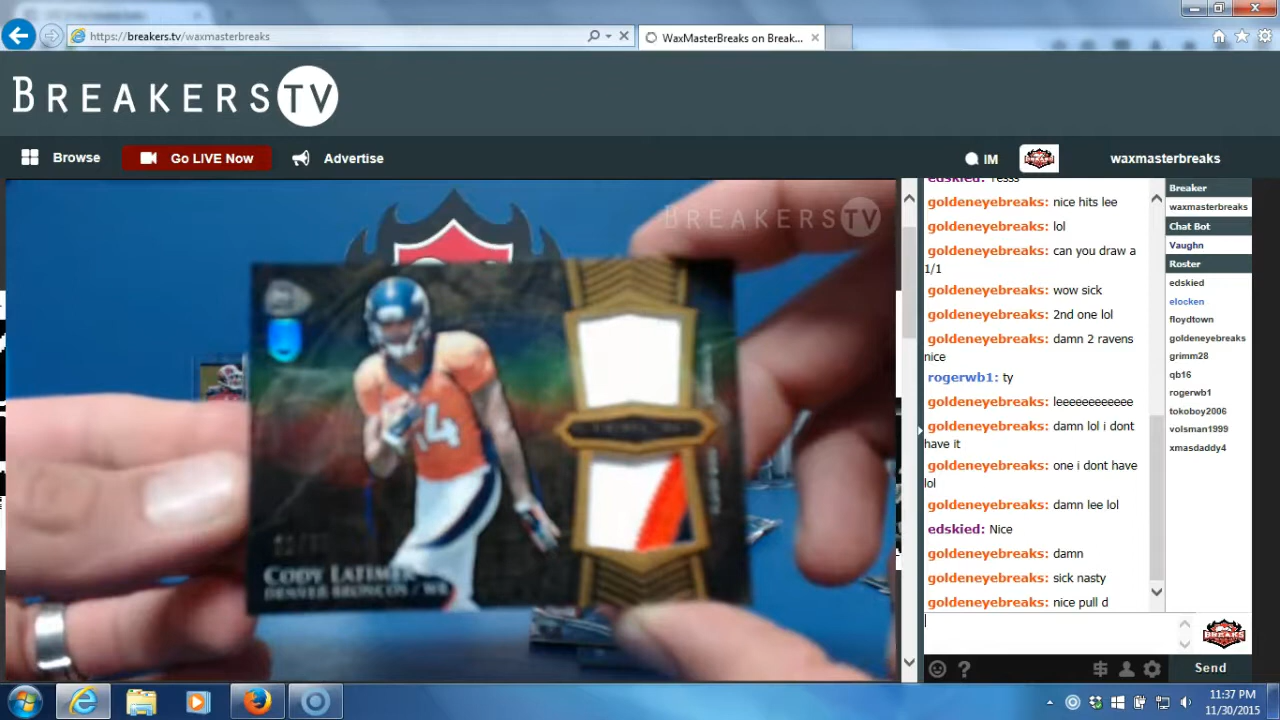 https://breakers.tv/waxmasterbreaks
WaxMasterBreaks on Break...
BREAKERSTV
Browse
Go LIVE Now
Advertise
IM
waxmasterbreaks
BREAKERSTV
CODY LATIMER
DENVER BRONCOS / WR
edskied: Yesss
goldeneyebreaks: nice hits lee
goldeneyebreaks: lol
goldeneyebreaks: can you draw a
1/1
goldeneyebreaks: wow sick
goldeneyebreaks: 2nd one lol
goldeneyebreaks: damn 2 ravens
nice
rogerwb1: ty
goldeneyebreaks: leeeeeeeeeeee
goldeneyebreaks: damn lol i dont
have it
goldeneyebreaks: one i dont have
lol
goldeneyebreaks: damn lee lol
edskied: Nice
goldeneyebreaks: damn
goldeneyebreaks: sick nasty
goldeneyebreaks: nice pull d
Send
Breaker
waxmasterbreaks
Chat Bot
Vaughn
Roster
edskied
elocken
floydtown
goldeneyebreaks
grimm28
qb16
rogerwb1
tokoboy2006
volsman1999
xmasdaddy4
BREAKS
11:37 PM
11/30/2015